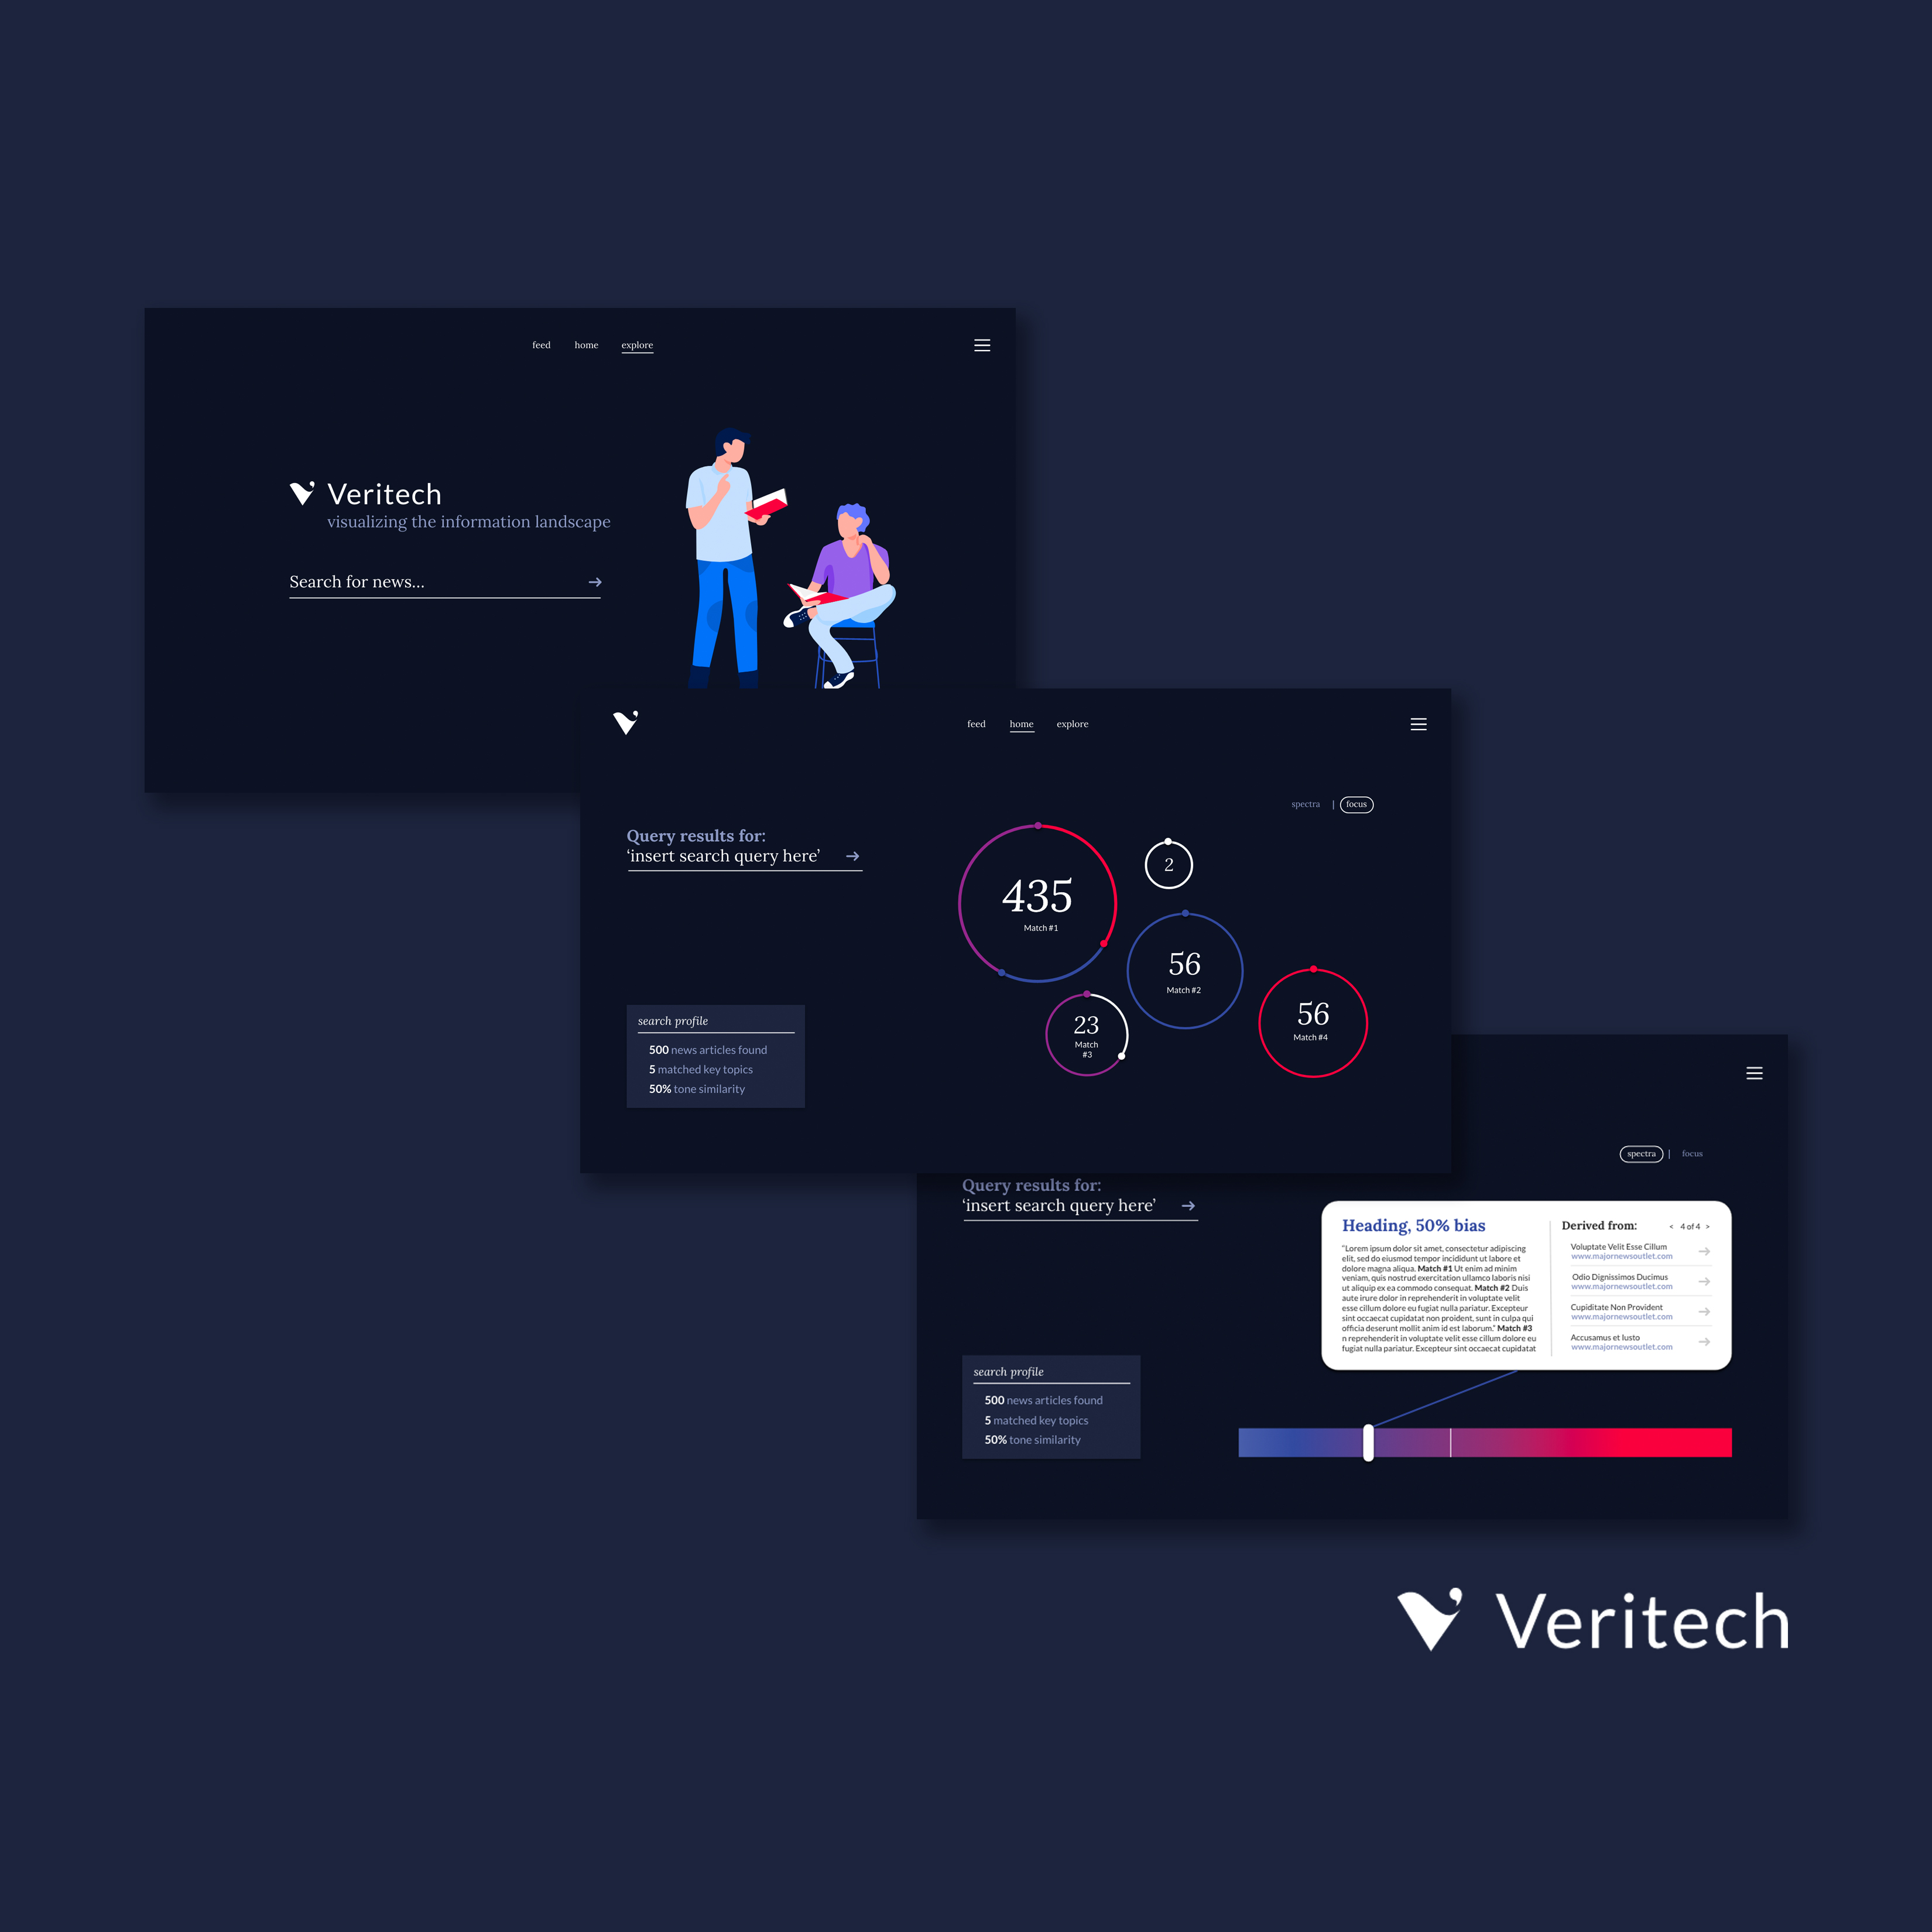 feed home explore
Veritech
visualizing the information landscape
Search for news...
feed home explore
spectra | focus
Query results for:
‘insert search query here’
435
Match #1
2
56
Match #2
23
Match
#3
56
Match #4
search profile
500 news articles found
5 matched key topics
50% tone similarity
spectra | focus
Query results for:
‘insert search query here’
Heading, 50% bias
"Lorem ipsum dolor sit amet, consectetur adipiscing
elit, sed do eiusmod tempor incididunt ut labore et
dolore magna aliqua. Match #1 Ut enim ad minim
veniam, quis nostrud exercitation ullamco laboris nisi
ut aliquip ex ea commodo consequat. Match #2 Duis
aute irure dolor in reprehenderit in voluptate velit
esse cillum dolore eu fugiat nulla pariatur. Excepteur
sint occaecat cupidatat non proident, sunt in culpa qui
officia deserunt mollit anim id est laborum." Match #3
n reprehenderit in voluptate velit esse cillum dolore eu
fugiat nulla pariatur. Excepteur sint occaecat cupidatat
Derived from: < 4 of 4 >
Voluptate Velit Esse Cillum
www.majornewsoutlet.com
Odio Dignissimos Ducimus
www.majornewsoutlet.com
Cupiditate Non Provident
www.majornewsoutlet.com
Accusamus et Iusto
www.majornewsoutlet.com
search profile
500 news articles found
5 matched key topics
50% tone similarity
Veritech